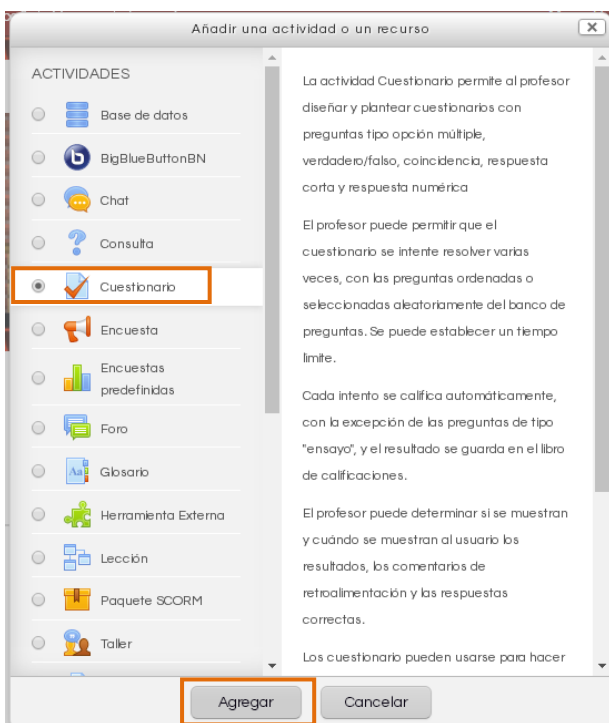 Añadir una actividad o un recurso
ACTIVIDADES
Base de datos
BigBlueButtonBN
Chat
Consulta
Cuestionario
Encuesta
Encuestas
predefinidas
Foro
Glosario
Herramienta Externa
Lección
Paquete SCORM
Taller
La actividad Cuestionario permite al profesor
diseñar y plantear cuestionarios con
preguntas tipo opción múltiple,
verdadero/falso, coincidencia, respuesta
corta y respuesta numérica
El profesor puede permitir que el
cuestionario se intente resolver varias
veces, con las preguntas ordenadas o
seleccionadas aleatoriamente del banco de
preguntas. Se puede establecer un tiempo
límite.
Cada intento se califica automáticamente,
con la excepción de las preguntas de tipo
"ensayo", y el resultado se guarda en el libro
de calificaciones.
El profesor puede determinar si se muestran
y cuándo se muestran al usuario los
resultados, los comentarios de
retroalimentación y las respuestas
correctas.
Los cuestionario pueden usarse para hacer
Agregar
Cancelar